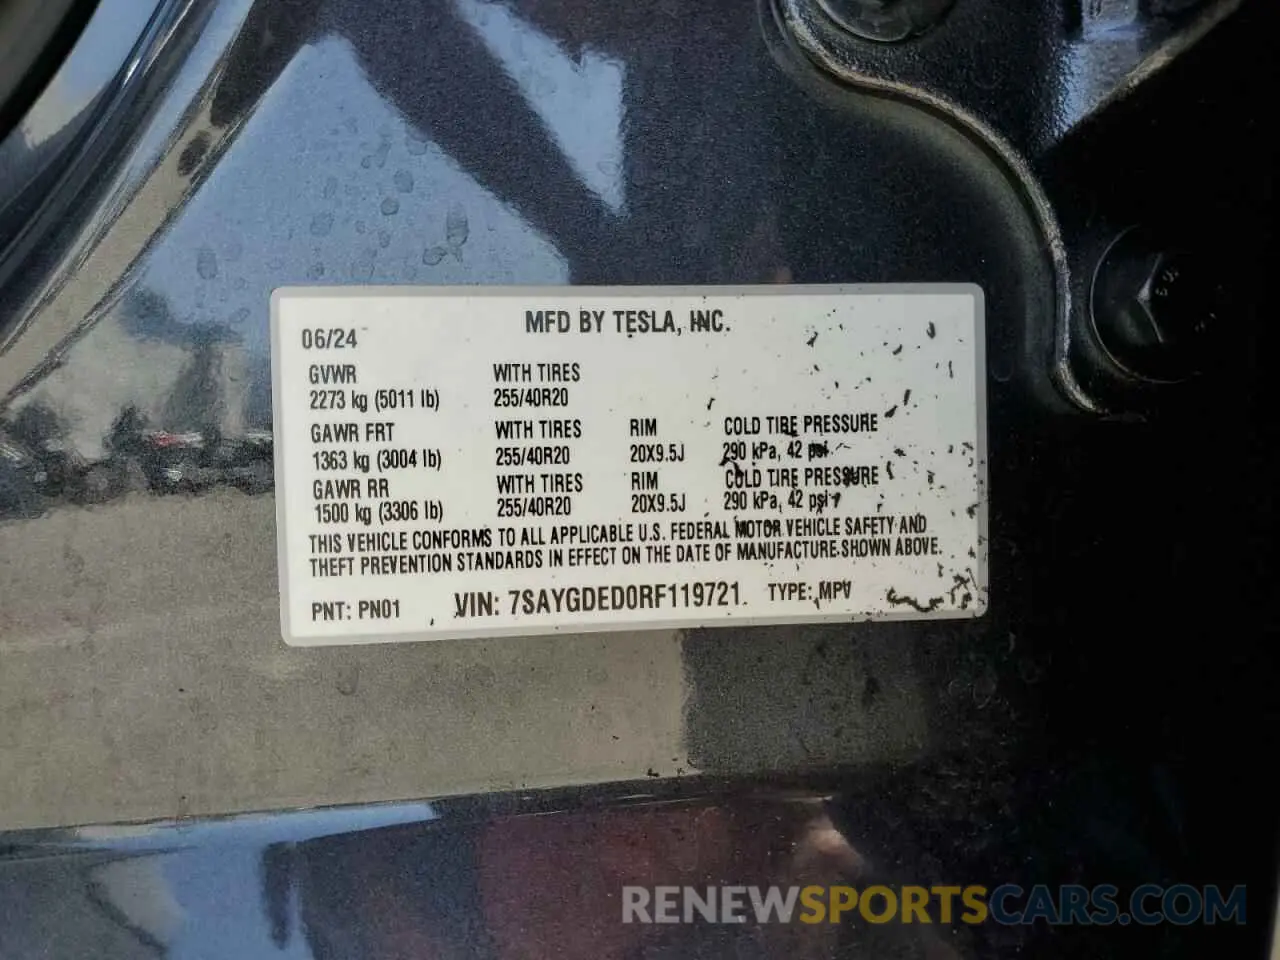 MFD BY TESLA, INC.
06/24
GVWR WITH TIRES
2273 kg (5011 lb) 255/40R20
GAWR FRT WITH TIRES RIM COLD TIRE PRESSURE
1363 kg (3004 lb) 255/40R20 20X9.5J 290 kPa, 42 psi
GAWR RR WITH TIRES RIM COLD TIRE PRESSURE
1500 kg (3306 lb) 255/40R20 20X9.5J 290 kPa, 42 psi
THIS VEHICLE CONFORMS TO ALL APPLICABLE U.S. FEDERAL MOTOR VEHICLE SAFETY AND
THEFT PREVENTION STANDARDS IN EFFECT ON THE DATE OF MANUFACTURE SHOWN ABOVE.
PNT: PN01 VIN: 7SAYGDED0RF119721 TYPE: MPV
RENEWSPORTSCARS.COM